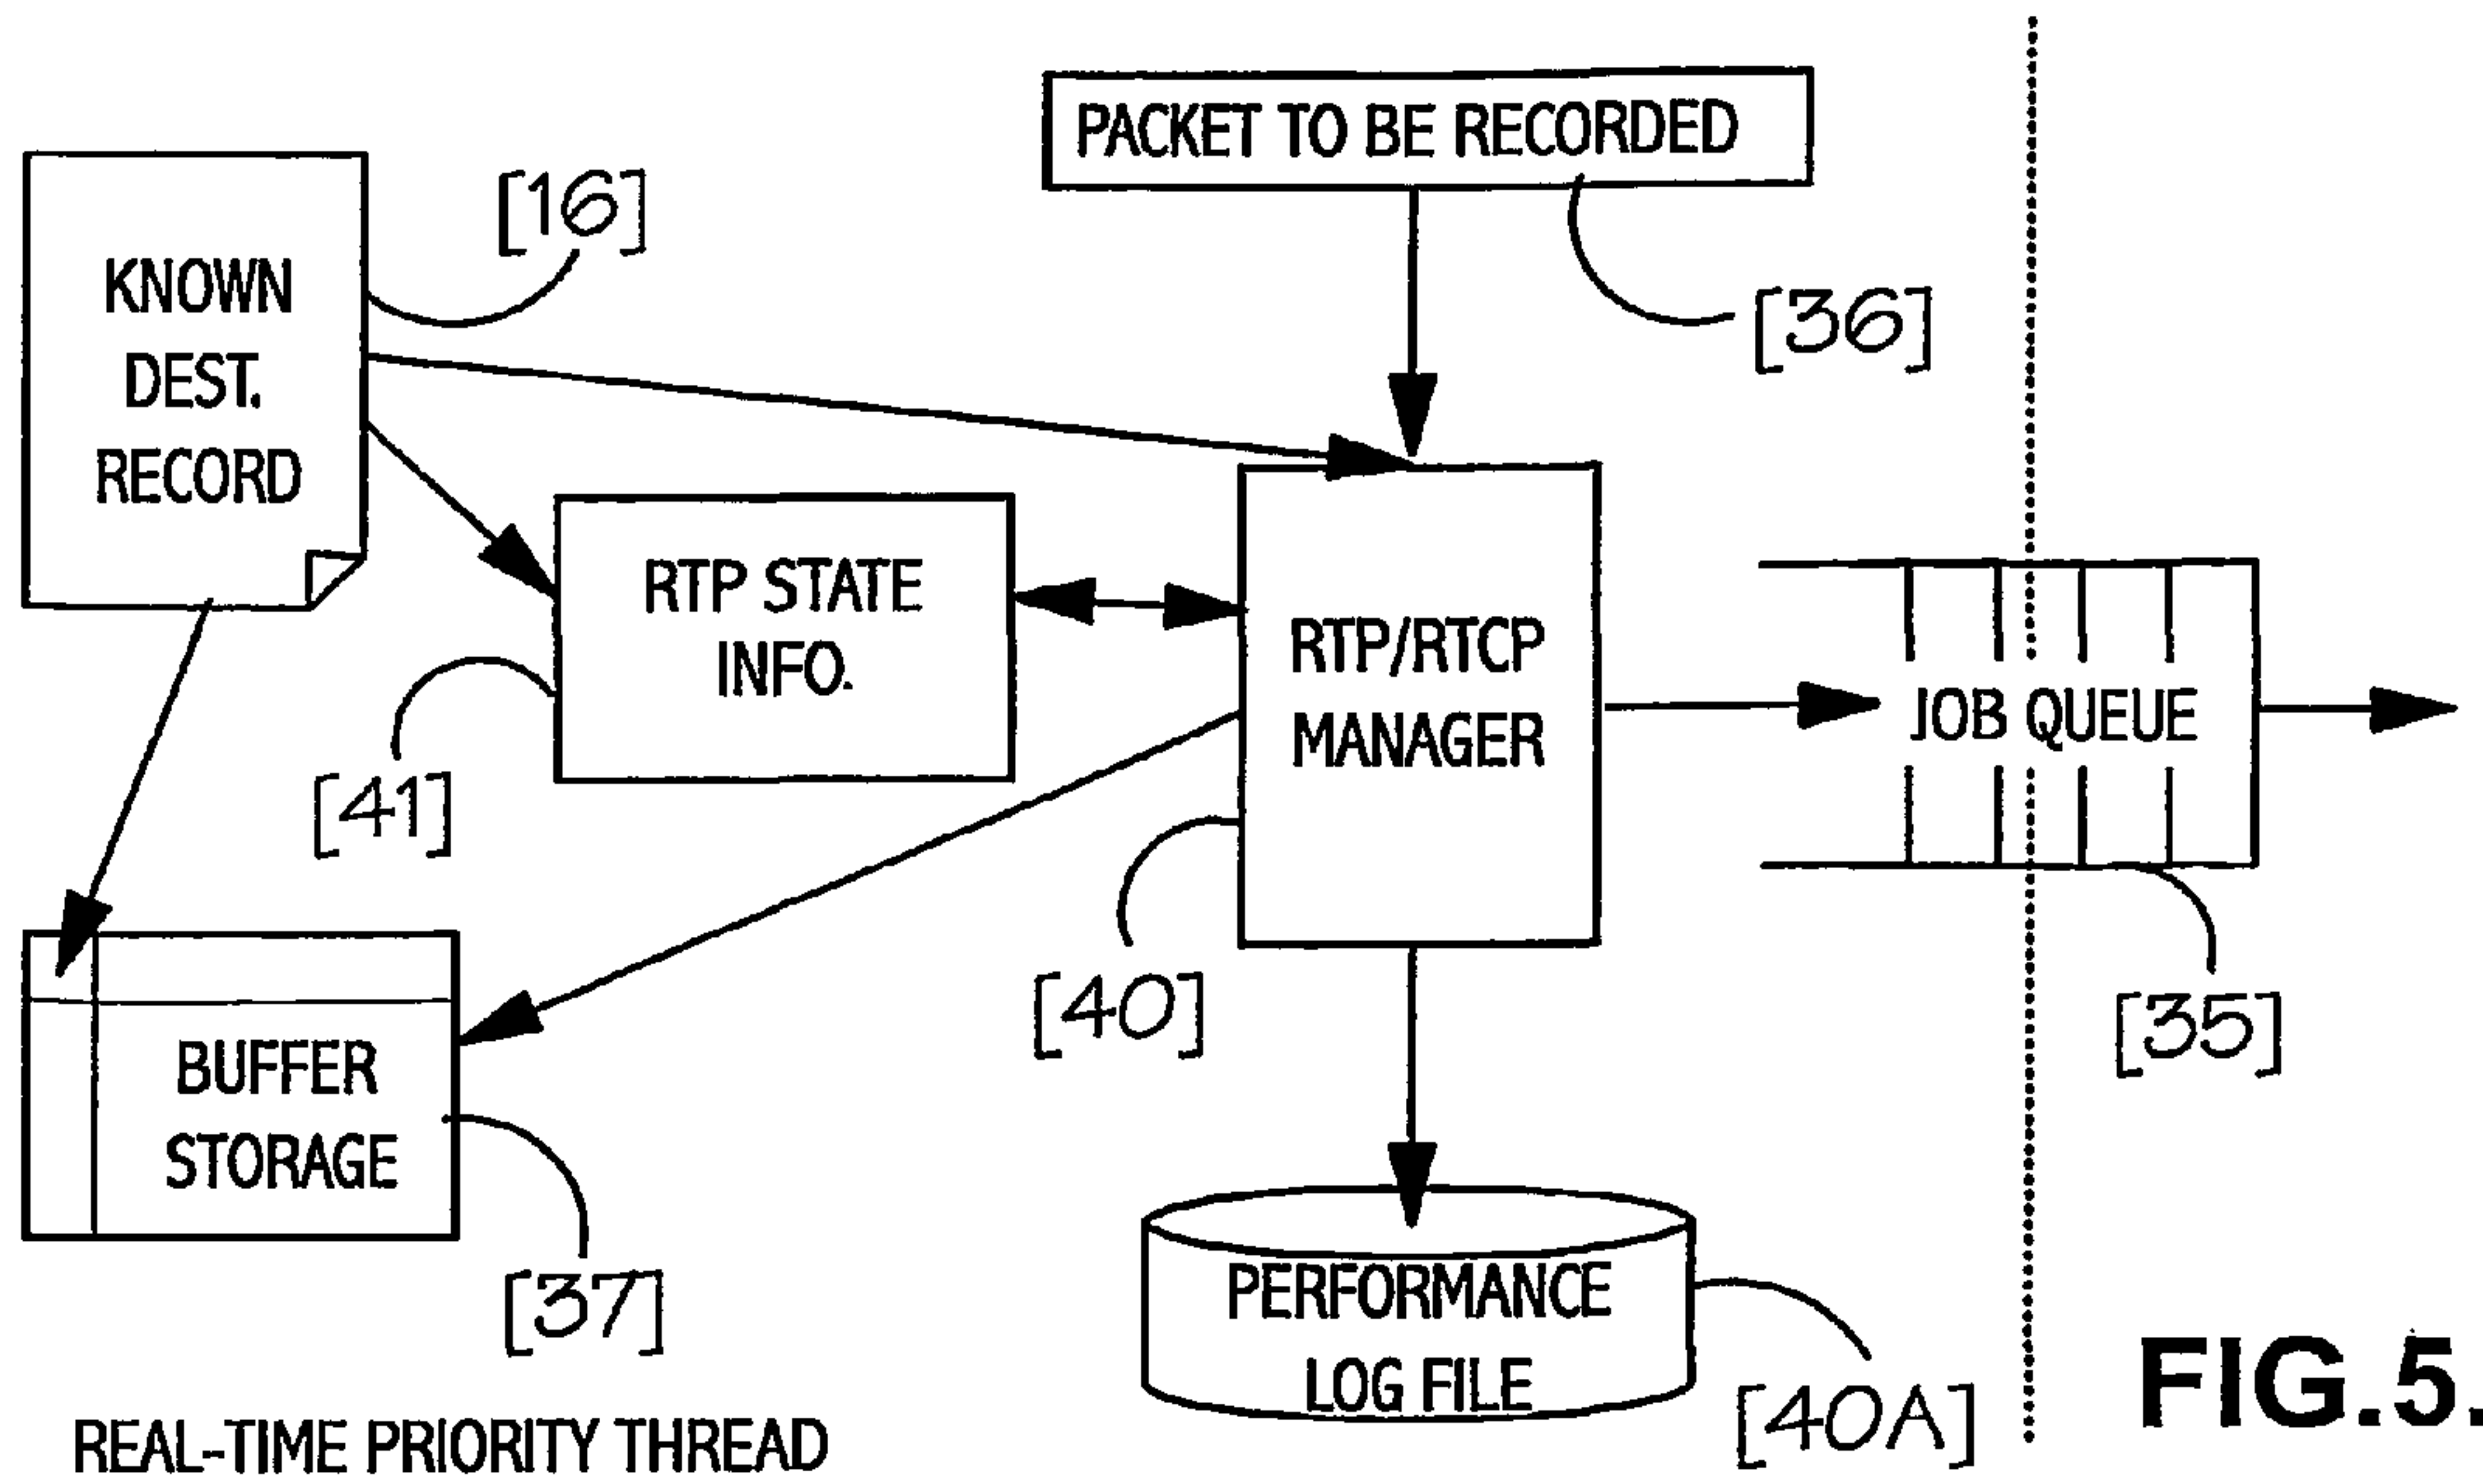 PACKET TO BE RECORDED
[16]
KNOWN
DEST.
RECORD
[36]
RTP STATE
INFO.
RTP/RTCP
MANAGER
JOB QUEUE
[41]
[40]
[35]
BUFFER
STORAGE
[37]
PERFORMANCE
LOG FILE
[40A]
FIG.5.
REAL-TIME PRIORITY THREAD